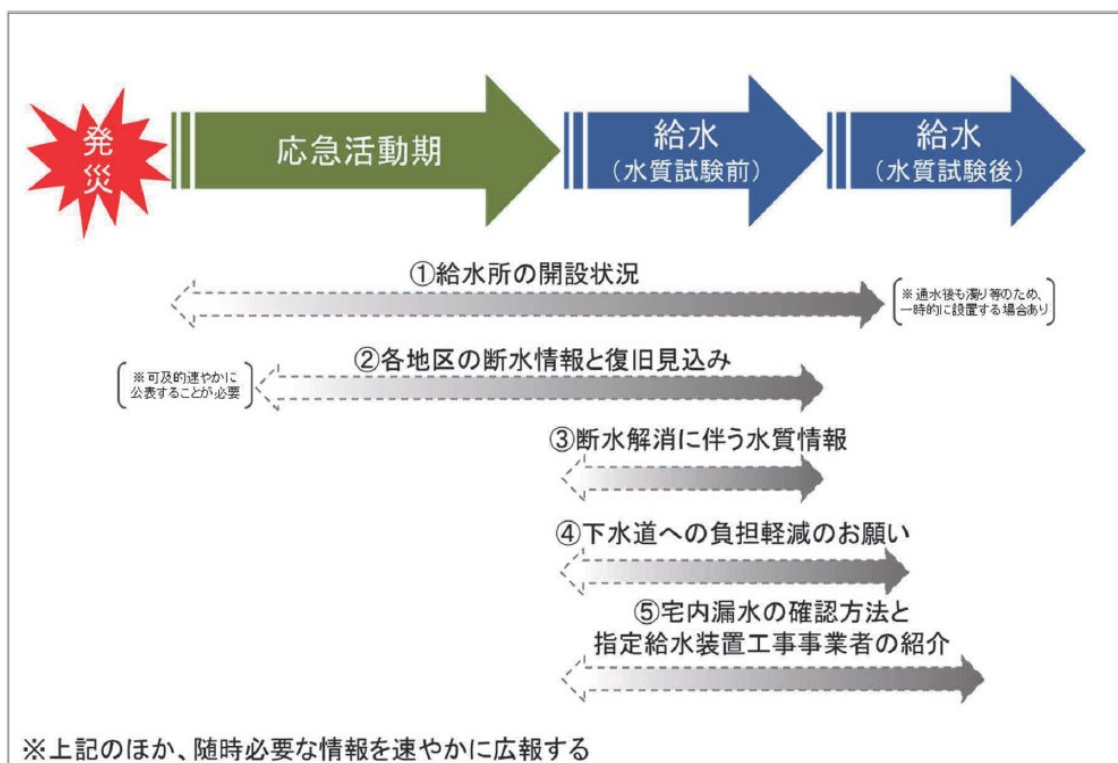 発災
応急活動期
給水
（水質試験前）
給水
（水質試験後）
①給水所の開設状況
※通水後も濁り等のため、
一時的に設置する場合あり
②各地区の断水情報と復旧見込み
※可及的速やかに
公表することが必要
③断水解消に伴う水質情報
④下水道への負担軽減のお願い
⑤宅内漏水の確認方法と
指定給水装置工事事業者の紹介
※上記のほか、随時必要な情報を速やかに広報する